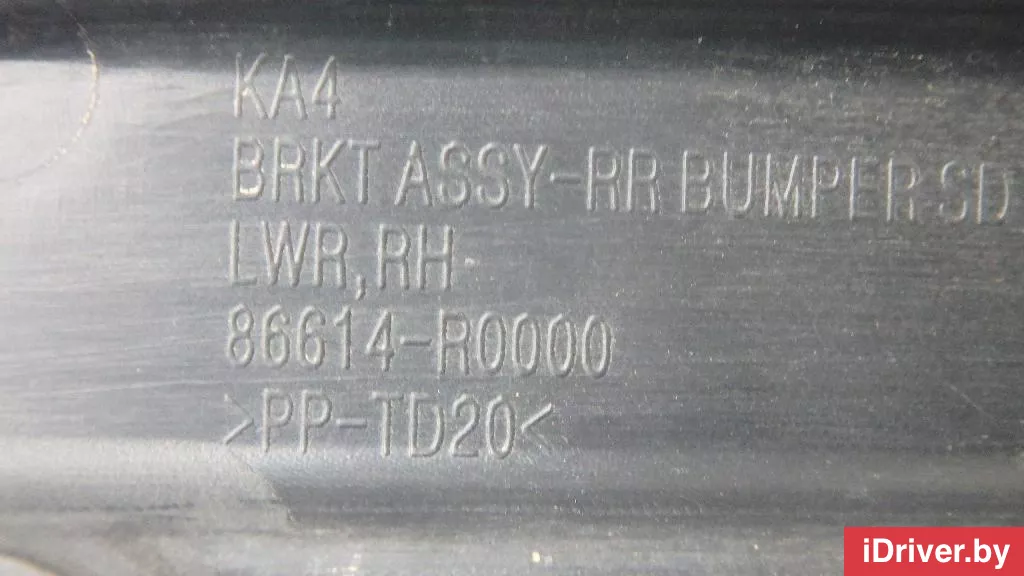 KA4
BRKT ASSY-RR BUMPER SD
LWR,RH
86614-R0000
>PP-TD20<
iDriver.by